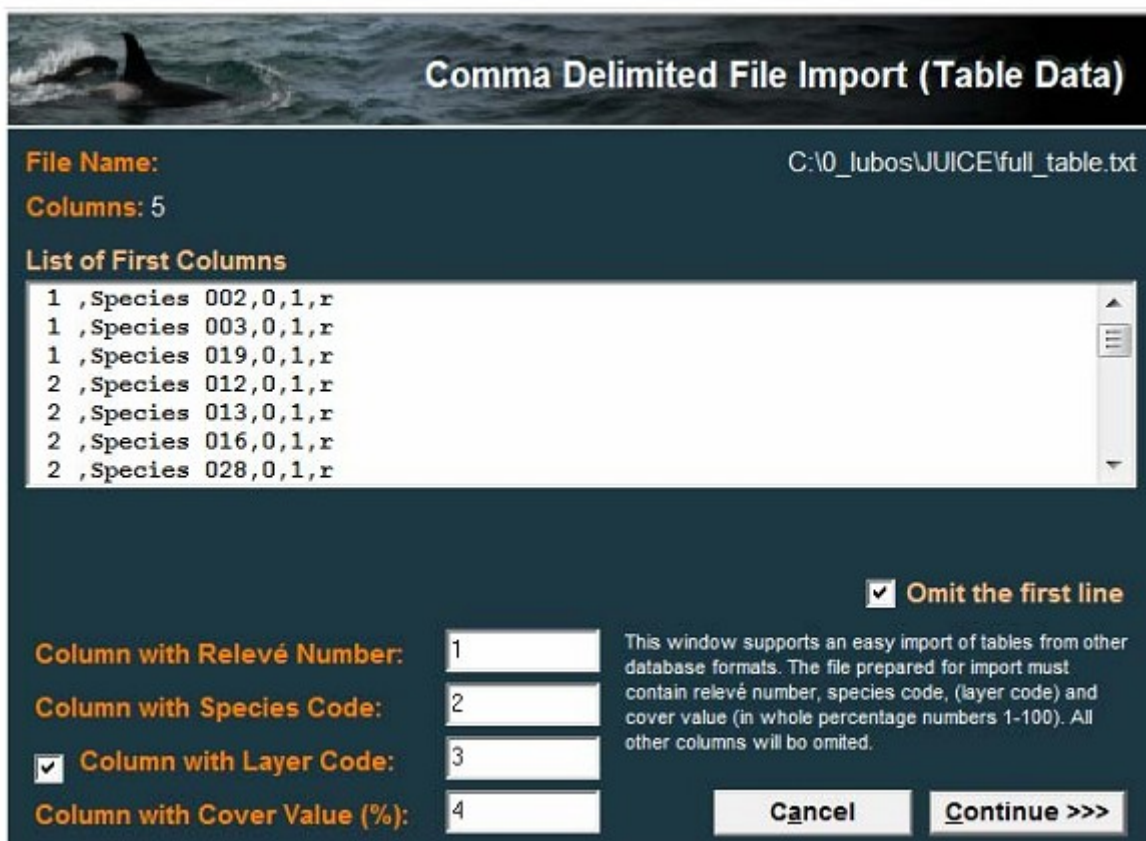 Comma Delimited File Import (Table Data)
File Name: C:\0_lubos\JUICE\full_table.txt
Columns: 5
List of First Columns
1 ,Species 002,0,1,r
1 ,Species 003,0,1,r
1 ,Species 019,0,1,r
2 ,Species 012,0,1,r
2 ,Species 013,0,1,r
2 ,Species 016,0,1,r
2 ,Species 028,0,1,r
Omit the first line
Column with Relevé Number: 1
Column with Species Code: 2
Column with Layer Code: 3
Column with Cover Value (%): 4
This window supports an easy import of tables from other
database formats. The file prepared for import must
contain relevé number, species code, (layer code) and
cover value (in whole percentage numbers 1-100). All
other columns will be omited.
Cancel
Continue >>>